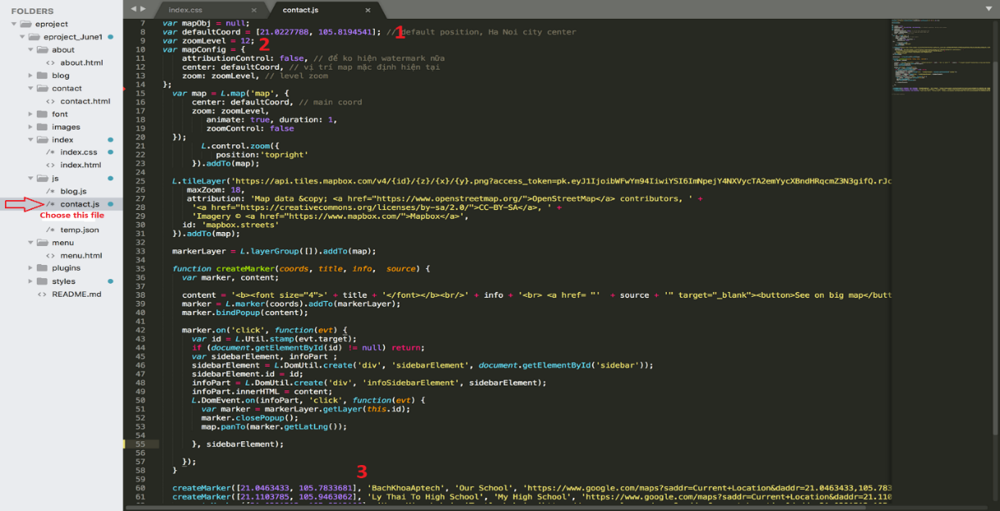 FOLDERS
eproject
eproject_June1
about
<> about.html
blog
contact
<> contact.html
font
images
index
/* index.css
<> index.html
js
/* blog.js
/* contact.js
Choose this file
/* temp.json
menu
<> menu.html
plugins
styles
<> README.md
index.css ×
contact.js ×
7 var mapObj = null;
8 var defaultCoord = [21.0227788, 105.8194541]; // default position, Ha Noi city center
1
9 var zoomLevel = 12;
2
10 var mapConfig = {
11 attributionControl: false, // để ko hiện watermark nữa
12 center: defaultCoord, // vị trí map mặc định hiện tại
13 zoom: zoomLevel, // level zoom
14 };
15 var map = L.map('map', {
16 center: defaultCoord, // main coord
17 zoom: zoomLevel,
18 animate: true, duration: 1,
19 zoomControl: false
20 });
21 L.control.zoom({
22 position:'topright'
23 }).addTo(map);
24
25 L.tileLayer('https://api.tiles.mapbox.com/v4/{id}/{z}/{x}/{y}.png?access_token=
26 maxZoom: 18,
27 attribution: 'Map data &copy; <a href="https://www.openstreetmap.org/">OpenStreetMap</a> contributors, ' +
28 '<a href="https://creativecommons.org/licenses/by-sa/2.0/">CC-BY-SA</a>, ' +
29 'Imagery © <a href="https://www.mapbox.com/">Mapbox</a>',
30 id: 'mapbox.streets'
31 }).addTo(map);
32
33 markerLayer = L.layerGroup([]).addTo(map);
34
35 function createMarker(coords, title, info, source) {
36 var marker, content;
37
38 content = '<b><font size="4">' + title + '</font></b><br/>' + info + '<br> <a href= "' + source + '" target="_blank"><button>See on big map</butt
39 marker = L.marker(coords).addTo(markerLayer);
40 marker.bindPopup(content);
41
42 marker.on('click', function(evt) {
43 var id = L.Util.stamp(evt.target);
44 if (document.getElementById(id) != null) return;
45 var sidebarElement, infoPart ;
46 sidebarElement = L.DomUtil.create('div', 'sidebarElement', document.getElementById('sidebar'));
47 sidebarElement.id = id;
48 infoPart = L.DomUtil.create('div', 'infoSidebarElement', sidebarElement);
49 infoPart.innerHTML = content;
50 L.DomEvent.on(infoPart, 'click', function(evt) {
51 var marker = markerLayer.getLayer(this.id);
52 marker.closePopup();
53 map.panTo(marker.getLatLng());
54
55 }, sidebarElement);
56
57 });
58 }
3
59
60 createMarker([21.0463433, 105.7833681], 'BachKhoaAptech', 'Our School', 'https://www.google.com/maps?saddr=Current+Location&daddr=21.0463433,105.783
61 createMarker([21.1103785, 105.9463062], 'Ly Thai To High School', 'My High School', 'https://www.google.com/maps?saddr=Current+Location&daddr=21.110